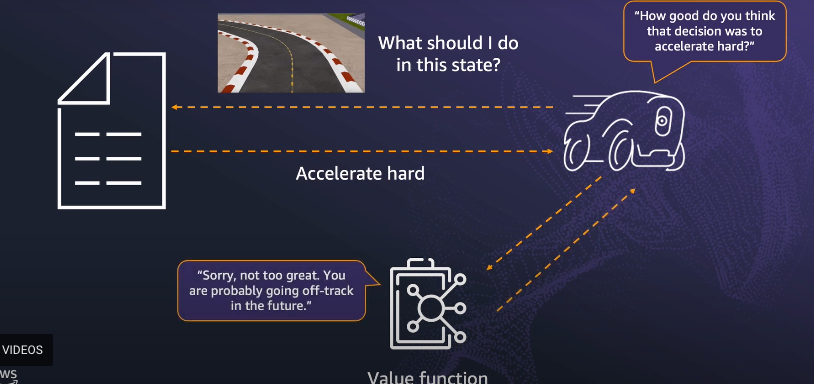 "How good do you think
that decision was to
accelerate hard?"
What should I do
in this state?
Accelerate hard
"Sorry, not too great. You
are probably going off-track
in the future."
VIDEOS
ws
Value function